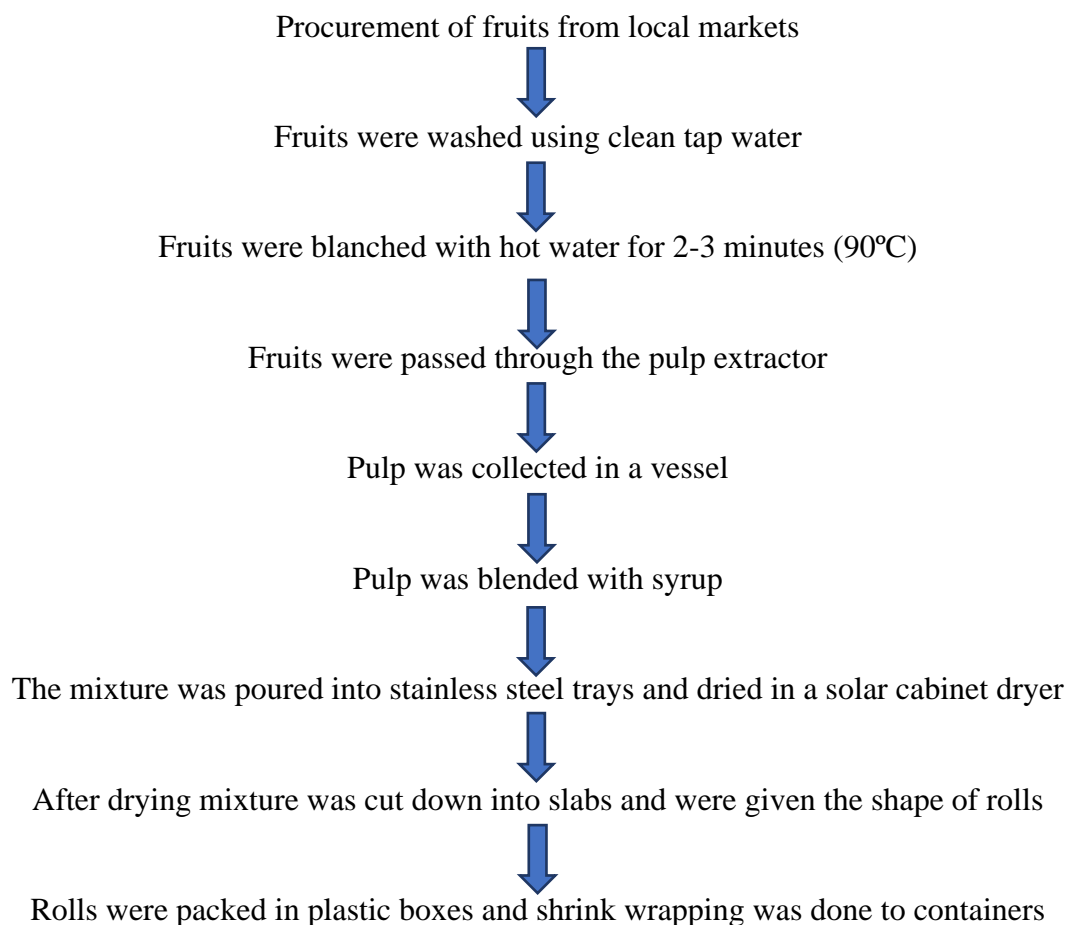 Procurement of fruits from local markets
Fruits were washed using clean tap water
Fruits were blanched with hot water for 2-3 minutes (90ºC)
Fruits were passed through the pulp extractor
Pulp was collected in a vessel
Pulp was blended with syrup
The mixture was poured into stainless steel trays and dried in a solar cabinet dryer
After drying mixture was cut down into slabs and were given the shape of rolls
Rolls were packed in plastic boxes and shrink wrapping was done to containers